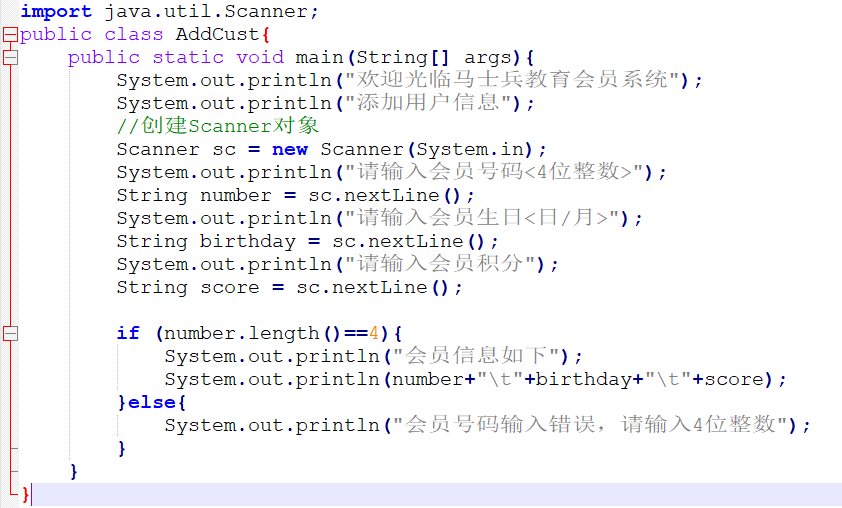 import java.util.Scanner;
public class AddCust{
    public static void main(String[] args){
        System.out.println("欢迎光临马士兵教育会员系统");
        System.out.println("添加用户信息");
        //创建Scanner对象
        Scanner sc = new Scanner(System.in);
        System.out.println("请输入会员号码<4位整数>");
        String number = sc.nextLine();
        System.out.println("请输入会员生日<日/月>");
        String birthday = sc.nextLine();
        System.out.println("请输入会员积分");
        String score = sc.nextLine();

        if (number.length()==4){
            System.out.println("会员信息如下");
            System.out.println(number+"\t"+birthday+"\t"+score);
        }else{
            System.out.println("会员号码输入错误，请输入4位整数");
        }
    }
}